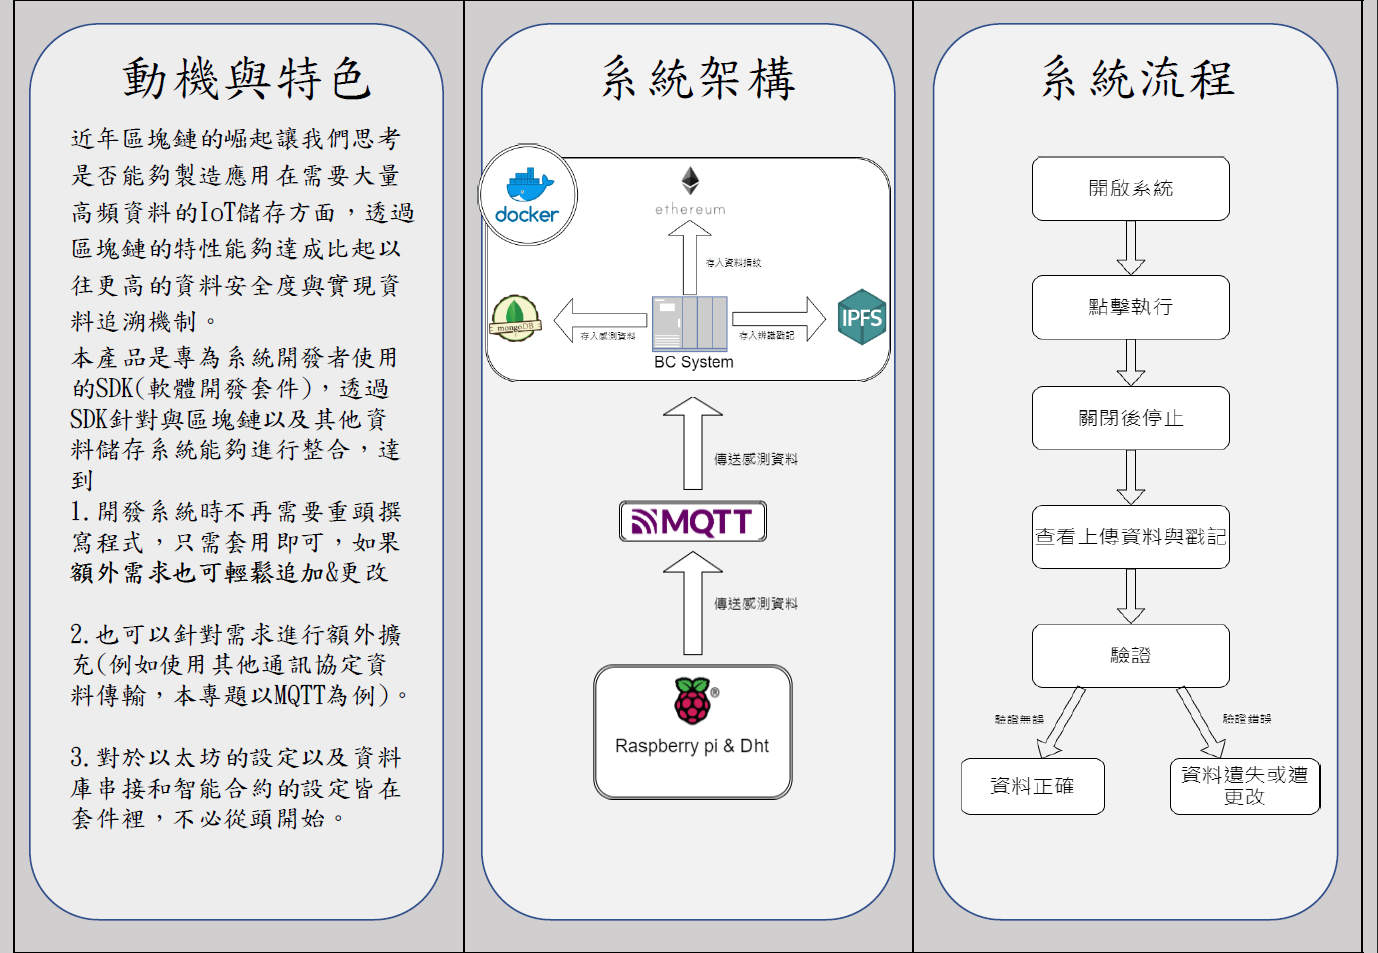 動機與特色
近年區塊鏈的崛起讓我們思考
是否能夠製造應用在需要大量
高頻資料的IoT儲存方面，透過
區塊鏈的特性能夠達成比起以
往更高的資料安全度與實現資
料追溯機制。
本產品是專為系統開發者使用
的SDK(軟體開發套件)，透過
SDK針對與區塊鏈以及其他資
料儲存系統能夠進行整合，達
到
1.開發系統時不再需要重頭撰
寫程式，只需套用即可，如果
額外需求也可輕鬆追加&更改
2.也可以針對需求進行額外擴
充(例如使用其他通訊協定資
料傳輸，本專題以MQTT為例)。
3.對於以太坊的設定以及資料
庫串接和智能合約的設定皆在
套件裡，不必從頭開始。
系統架構
docker
ethereum
存入資料指紋
mongoDB
存入感測資料
存入辨識戳記
IPFS
BC System
傳送感測資料
MQTT
傳送感測資料
®
Raspberry pi & Dht
系統流程
開啟系統
點擊執行
關閉後停止
查看上傳資料與戳記
驗證
驗證無誤
驗證錯誤
資料正確
資料遺失或遭
更改